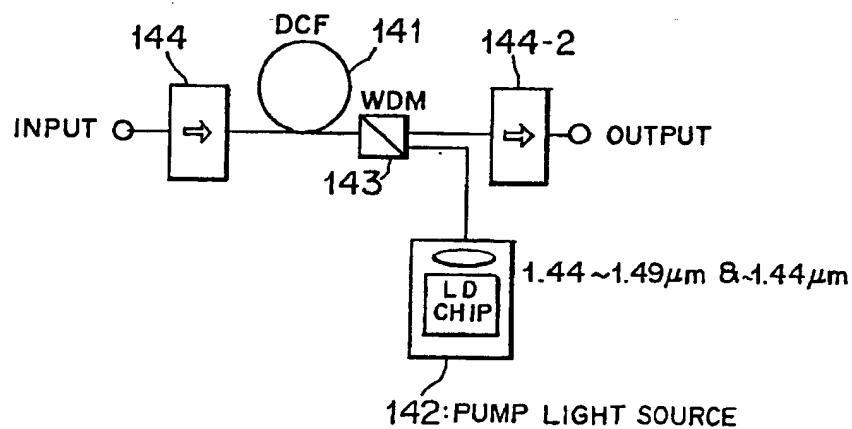 144
DCF
141
144-2
INPUT
WDM
OUTPUT
143
1.44~1.49μm &~1.44μm
LD
CHIP
142:PUMP LIGHT SOURCE